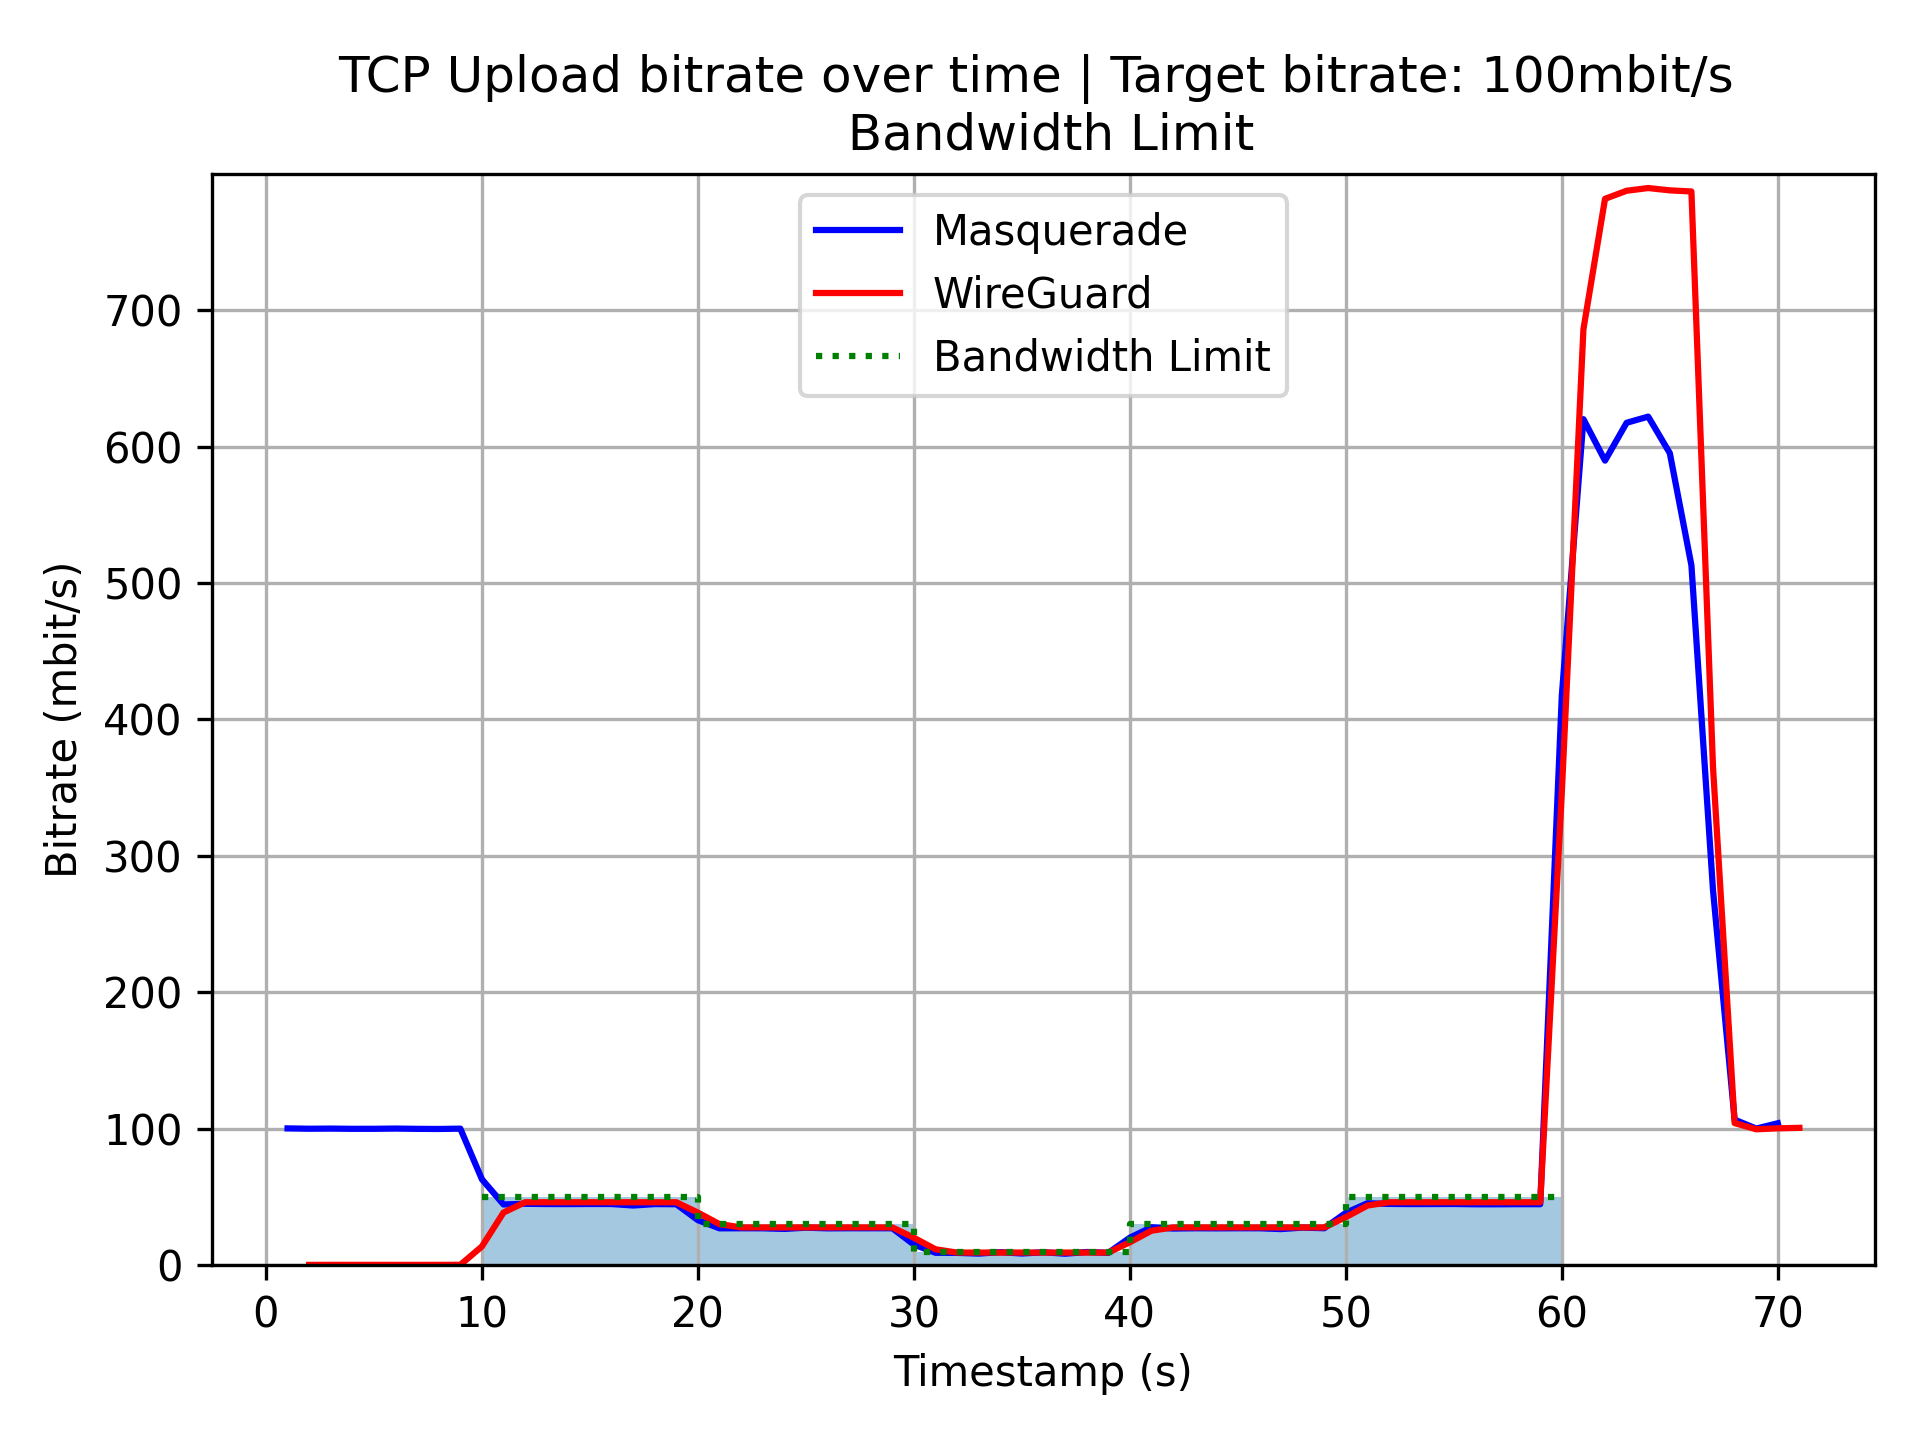 TCP Upload bitrate over time | Target bitrate: 100mbit/s
Bandwidth Limit
Masquerade
WireGuard
Bandwidth Limit
Bitrate (mbit/s)
700
600
500
400
300
200
100
0
0 10 20 30 40 50 60 70
Timestamp (s)